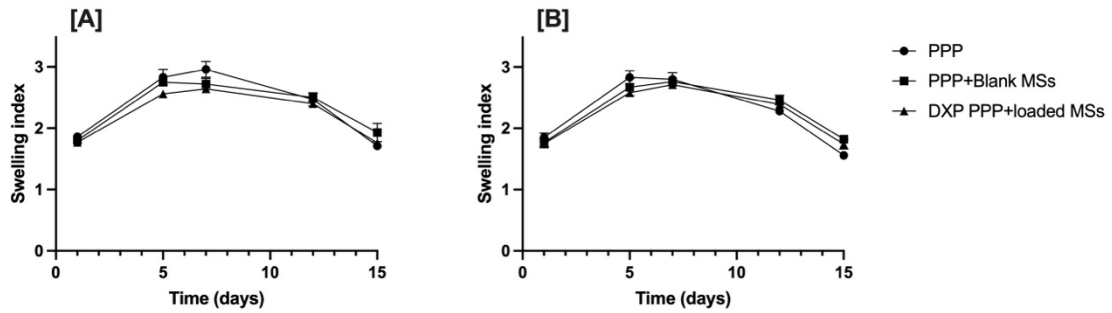 [A]
Swelling index
3
2
1
0
0 5 10 15
Time (days)
[B]
Swelling index
3
2
1
0
0 5 10 15
Time (days)
PPP
PPP+Blank MSs
DXP PPP+loaded MSs